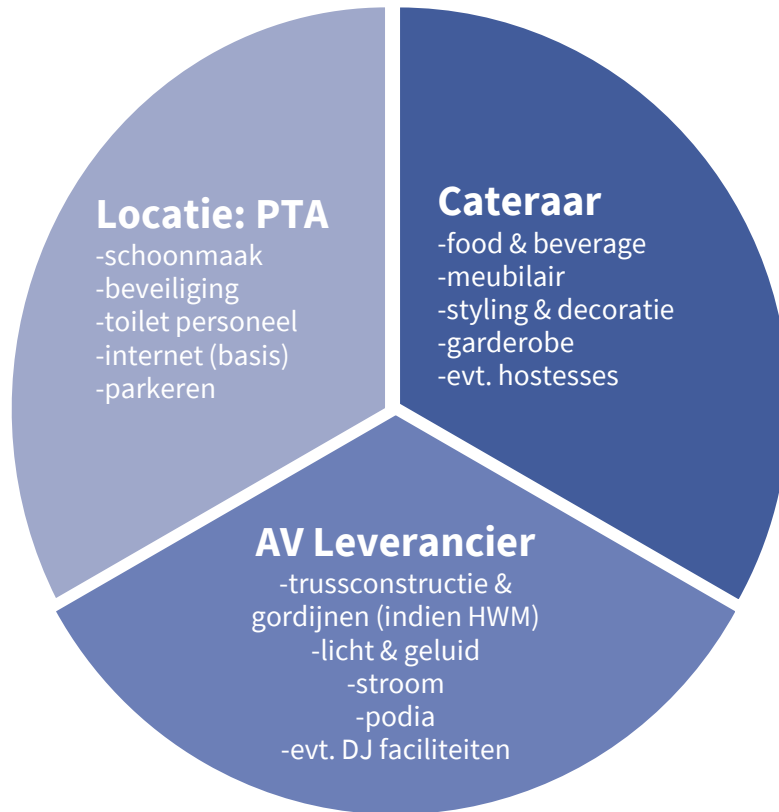 Locatie: PTA
-schoonmaak
-beveiliging
-toilet personeel
-internet (basis)
-parkeren
Cateraar
-food & beverage
-meubilair
-styling & decoratie
-garderobe
-evt. hostesses
AV Leverancier
-trussconstructie &
gordijnen (indien HWM)
-licht & geluid
-stroom
-podia
-evt. DJ faciliteiten